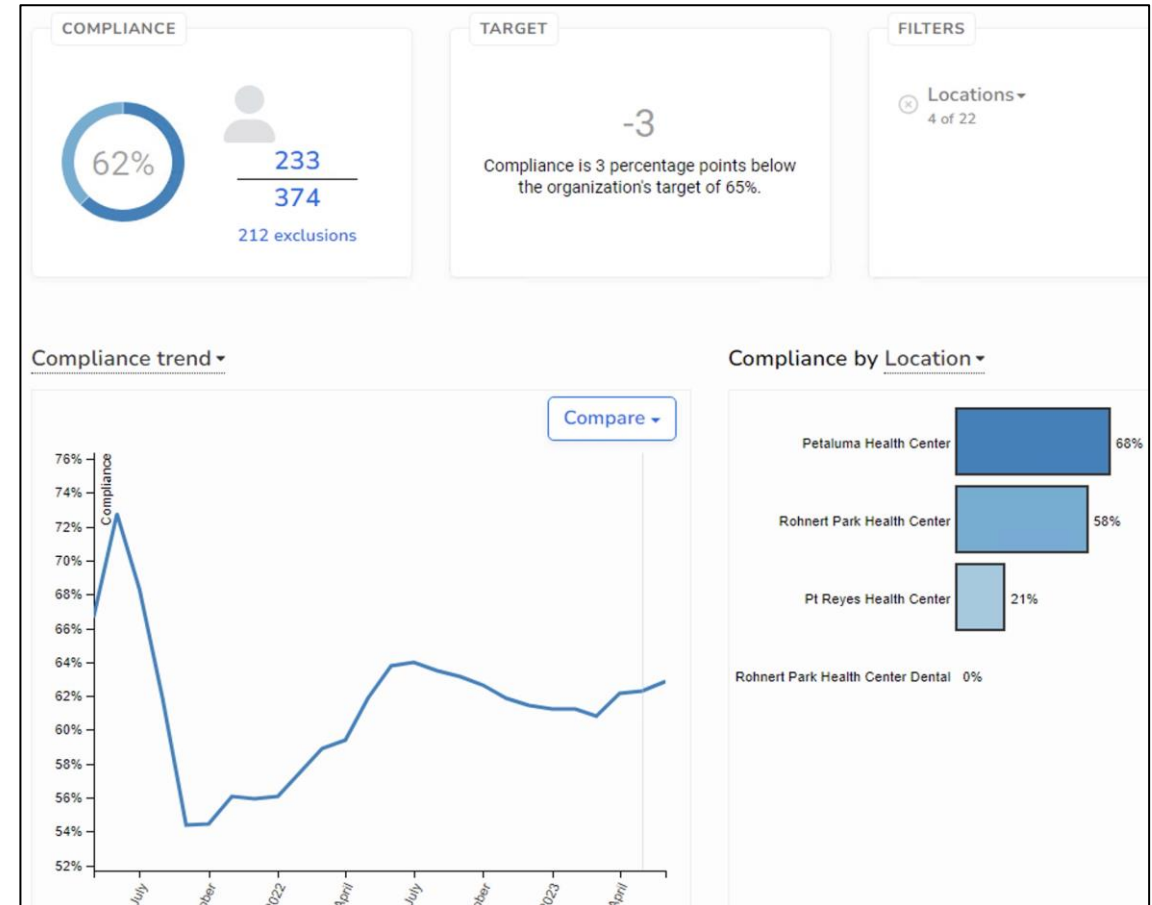 COMPLIANCE
62%
233
374
212 exclusions
TARGET
-3
Compliance is 3 percentage points below
the organization's target of 65%.
FILTERS
Locations
4 of 22
Compliance trend
Compare
Compliance
76%
74%
72%
70%
68%
66%
64%
62%
60%
58%
56%
54%
52%
July
2022
April
July
2023
April
Compliance by Location
Petaluma Health Center 68%
Rohnert Park Health Center 58%
Pt Reyes Health Center 21%
Rohnert Park Health Center Dental 0%